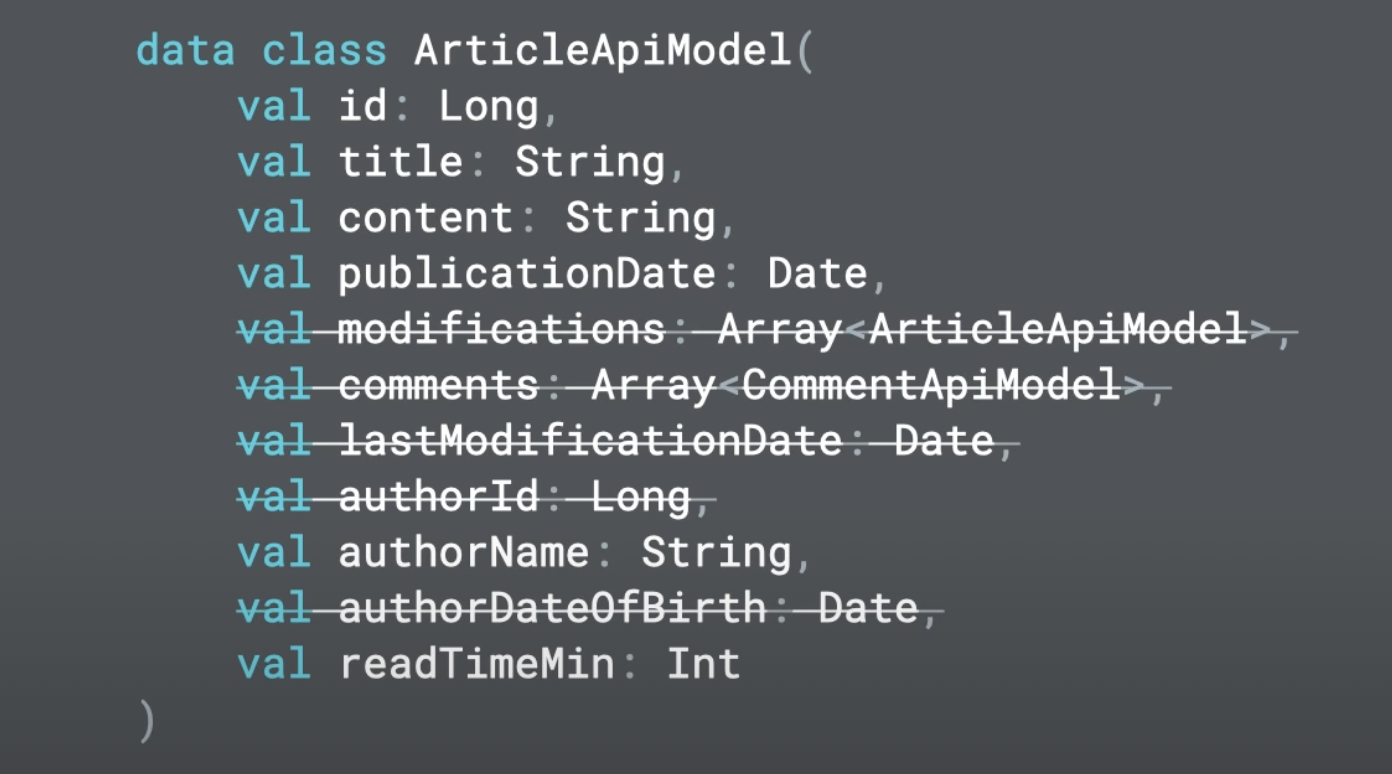 data class ArticleApiModel(
val id: Long,
val title: String,
val content: String,
val publicationDate: Date,
val modifications: Array<ArticleApiModel>,
val comments: Array<CommentApiModel>,
val lastModificationDate: Date,
val authorId: Long,
val authorName: String,
val authorDateOfBirth: Date,
val readTimeMin: Int
)